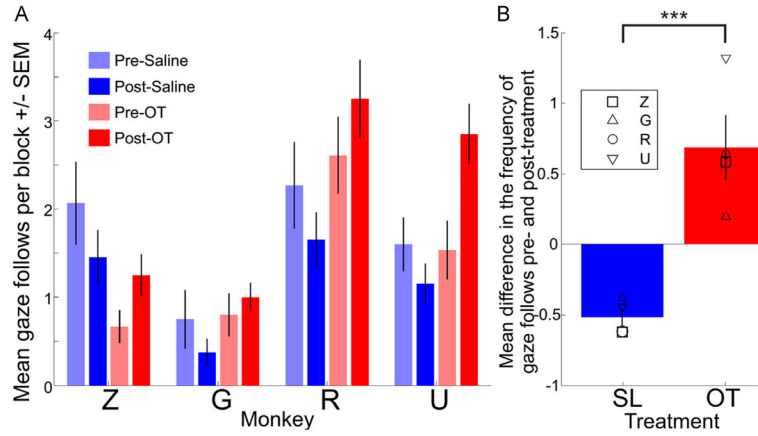 A
Mean gaze follows per block +/- SEM
4
3
2
1
0
Pre-Saline
Post-Saline
Pre-OT
Post-OT
Z G R U
Monkey
B
Mean difference in the frequency of
gaze follows pre- and post-treatment
1.5
1
0.5
0
-0.5
-1
***
Z
G
R
U
SL OT
Treatment